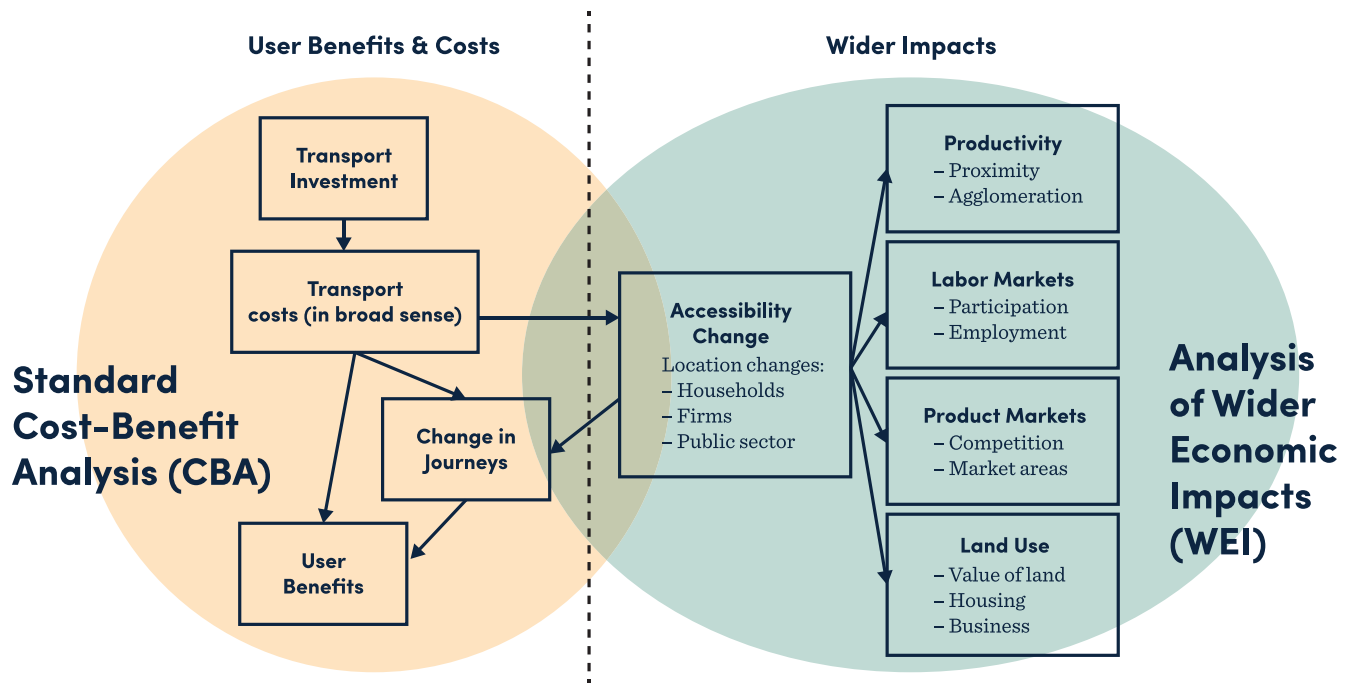 User Benefits & Costs
Wider Impacts
Transport
Investment
Transport
costs (in broad sense)
Change in
Journeys
User
Benefits
Standard
Cost-Benefit
Analysis (CBA)
Accessibility
Change
Location changes:
– Households
– Firms
– Public sector
Productivity
– Proximity
– Agglomeration
Labor Markets
– Participation
– Employment
Product Markets
– Competition
– Market areas
Land Use
– Value of land
– Housing
– Business
Analysis
of Wider
Economic
Impacts
(WEI)